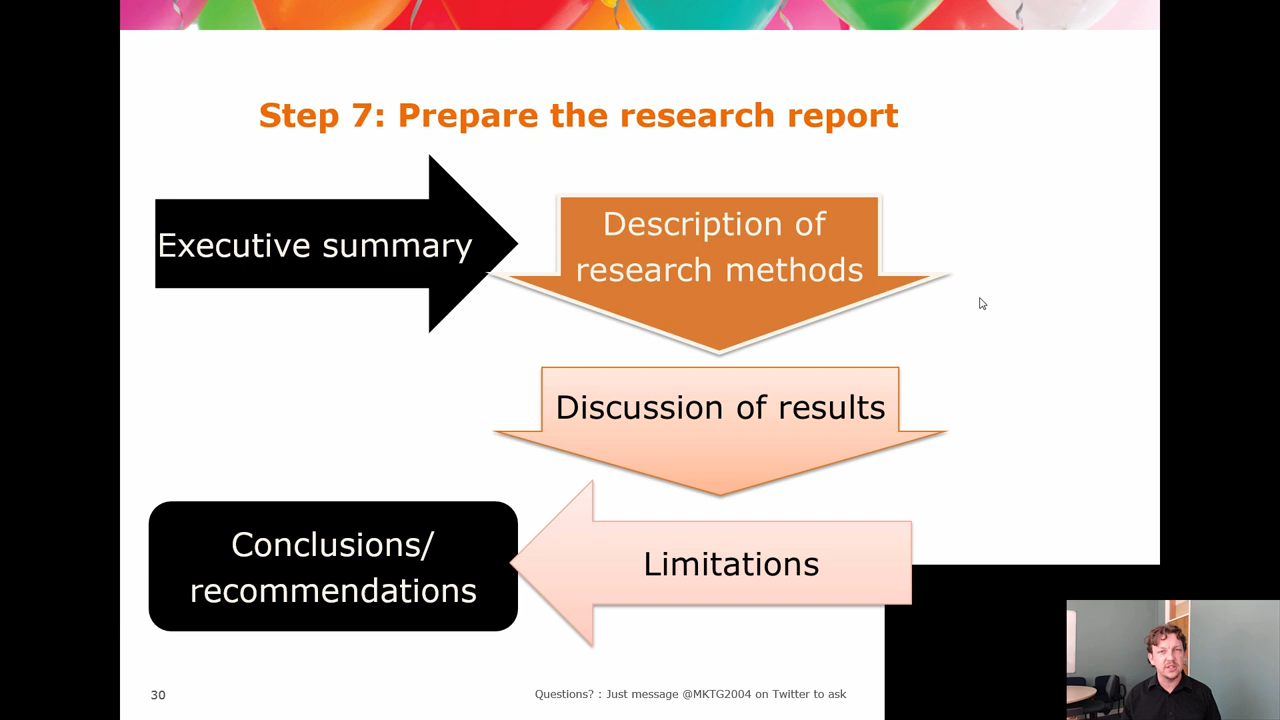 Step 7: Prepare the research report
Executive summary
Description of
research methods
Discussion of results
Limitations
Conclusions/
recommendations
30
Questions? : Just message @MKTG2004 on Twitter to ask